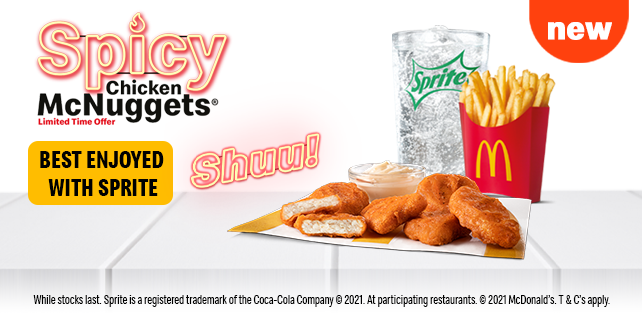 new
Spicy
Chicken
McNuggets®
Limited Time Offer
BEST ENJOYED
WITH SPRITE
Shuu!
Sprite
While stocks last. Sprite is a registered trademark of the Coca-Cola Company © 2021. At participating restaurants. © 2021 McDonald's. T & C's apply.